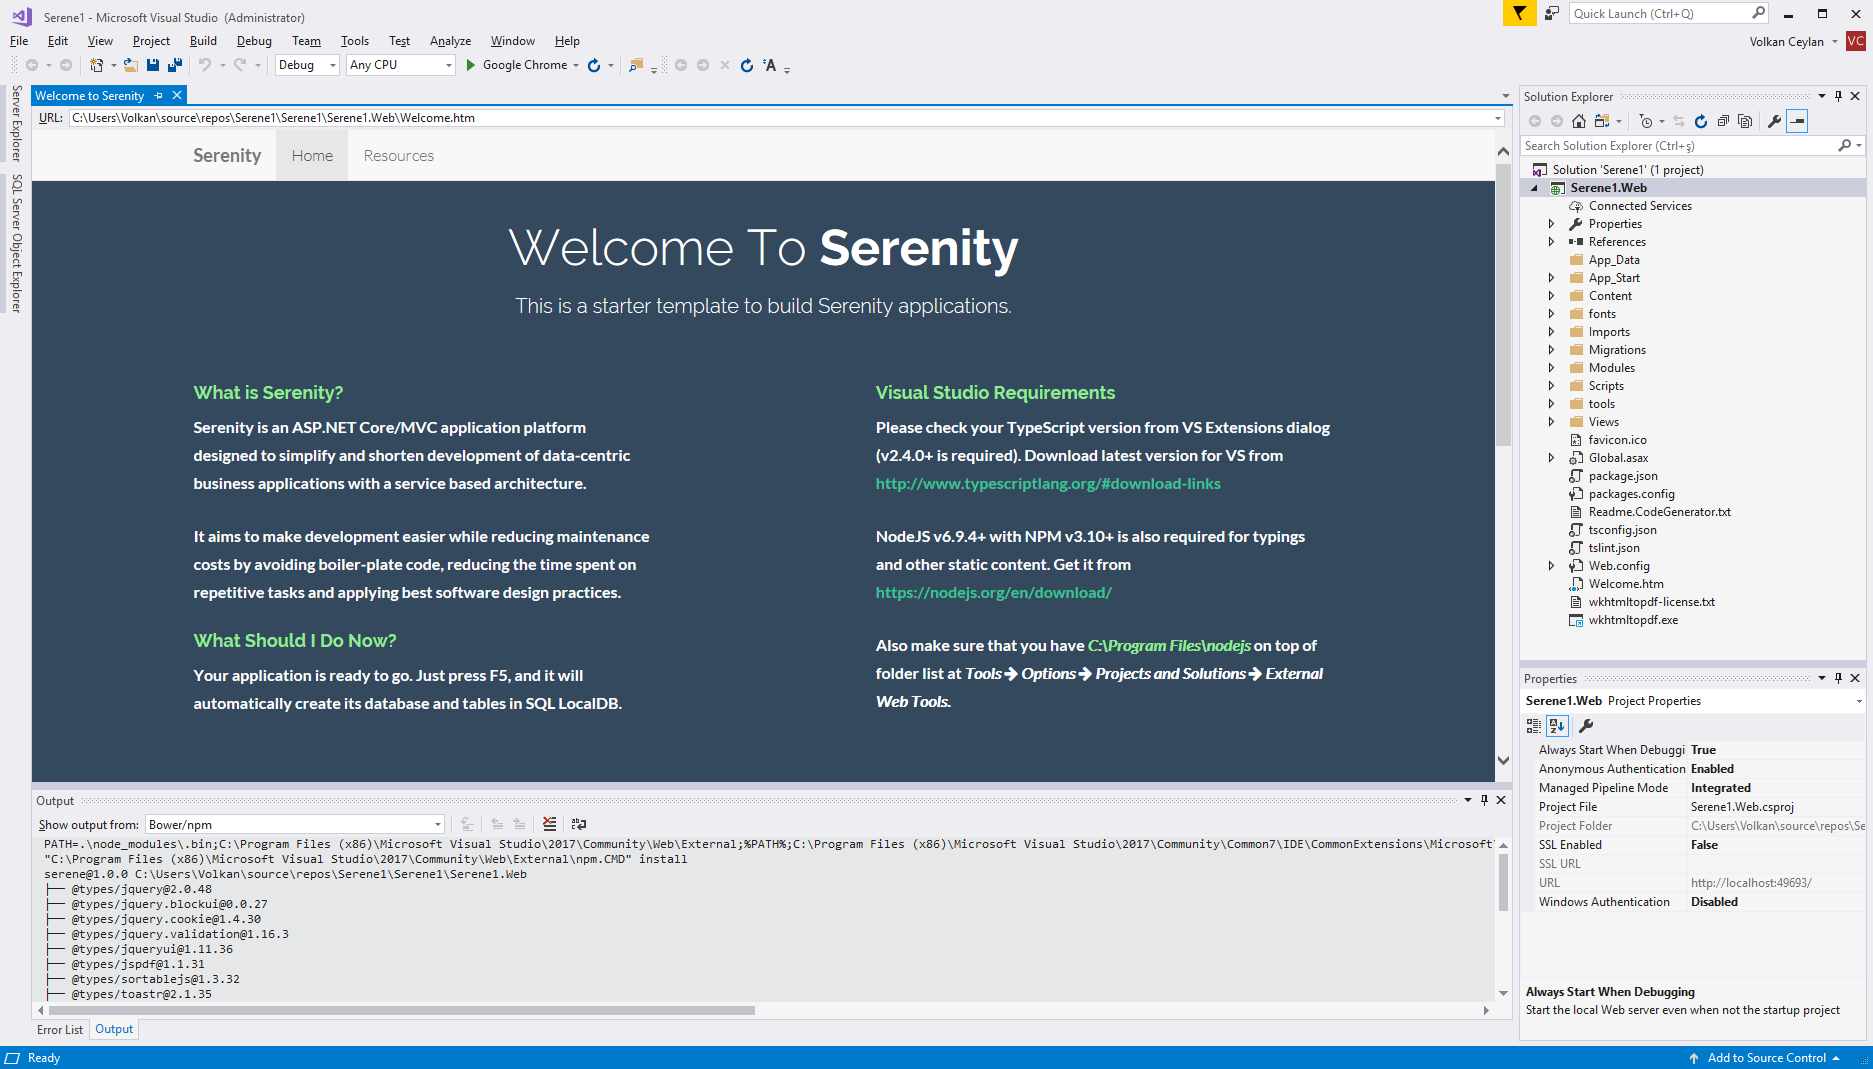 Serene1 - Microsoft Visual Studio (Administrator)
Quick Launch (Ctrl+Q)
File Edit View Project Build Debug Team Tools Test Analyze Window Help
Volkan Ceylan VC
Debug Any CPU Google Chrome
Server Explorer
SQL Server Object Explorer
Welcome to Serenity
URL: C:\Users\Volkan\source\repos\Serene1\Serene1\Serene1.Web\Welcome.htm
Serenity Home Resources
Welcome To Serenity
This is a starter template to build Serenity applications.
What is Serenity?
Serenity is an ASP.NET Core/MVC application platform
designed to simplify and shorten development of data-centric
business applications with a service based architecture.
It aims to make development easier while reducing maintenance
costs by avoiding boiler-plate code, reducing the time spent on
repetitive tasks and applying best software design practices.
What Should I Do Now?
Your application is ready to go. Just press F5, and it will
automatically create its database and tables in SQL LocalDB.
Visual Studio Requirements
Please check your TypeScript version from VS Extensions dialog
(v2.4.0+ is required). Download latest version for VS from
http://www.typescriptlang.org/#download-links
NodeJS v6.9.4+ with NPM v3.10+ is also required for typings
and other static content. Get it from
https://nodejs.org/en/download/
Also make sure that you have C:\Program Files\nodejs on top of
folder list at Tools → Options → Projects and Solutions → External
Web Tools.
Output
Show output from: Bower/npm
PATH=.\node_modules\.bin;C:\Program Files (x86)\Microsoft Visual Studio\2017\Community\Web\External;%PATH%;C:\Program Files (x86)\Microsoft Visual Studio\2017\Community\Common7\IDE\CommonExtensions\Microsoft\
"C:\Program Files (x86)\Microsoft Visual Studio\2017\Community\Web\External\npm.CMD" install
serene@1.0.0 C:\Users\Volkan\source\repos\Serene1\Serene1\Serene1.Web
├── @types/jquery@2.0.48
├── @types/jquery.blockui@0.0.27
├── @types/jquery.cookie@1.4.30
├── @types/jquery.validation@1.16.3
├── @types/jqueryui@1.11.36
├── @types/jspdf@1.1.31
├── @types/sortablejs@1.3.32
├── @types/toastr@2.1.35
Error List Output
Ready
Add to Source Control
Solution Explorer
Search Solution Explorer (Ctrl+ş)
Solution 'Serene1' (1 project)
Serene1.Web
Connected Services
Properties
References
App_Data
App_Start
Content
fonts
Imports
Migrations
Modules
Scripts
tools
Views
favicon.ico
Global.asax
package.json
packages.config
Readme.CodeGenerator.txt
tsconfig.json
tslint.json
Web.config
Welcome.htm
wkhtmltopdf-license.txt
wkhtmltopdf.exe
Properties
Serene1.Web Project Properties
Always Start When Debuggi True
Anonymous Authentication Enabled
Managed Pipeline Mode Integrated
Project File Serene1.Web.csproj
Project Folder C:\Users\Volkan\source\repos\Se
SSL Enabled False
SSL URL
URL http://localhost:49693/
Windows Authentication Disabled
Always Start When Debugging
Start the local Web server even when not the startup project